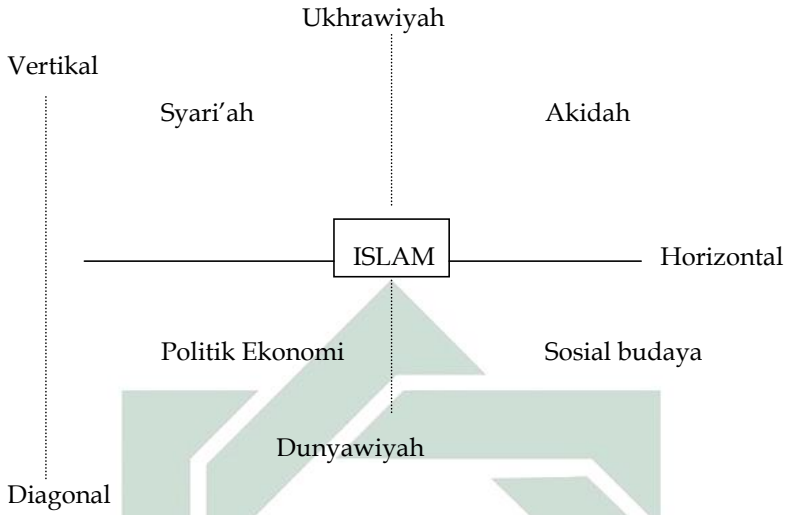 Ukhrawiyah
Vertikal
Syari’ah Akidah
ISLAM Horizontal
Politik Ekonomi Sosial budaya
Dunyawiyah
Diagonal